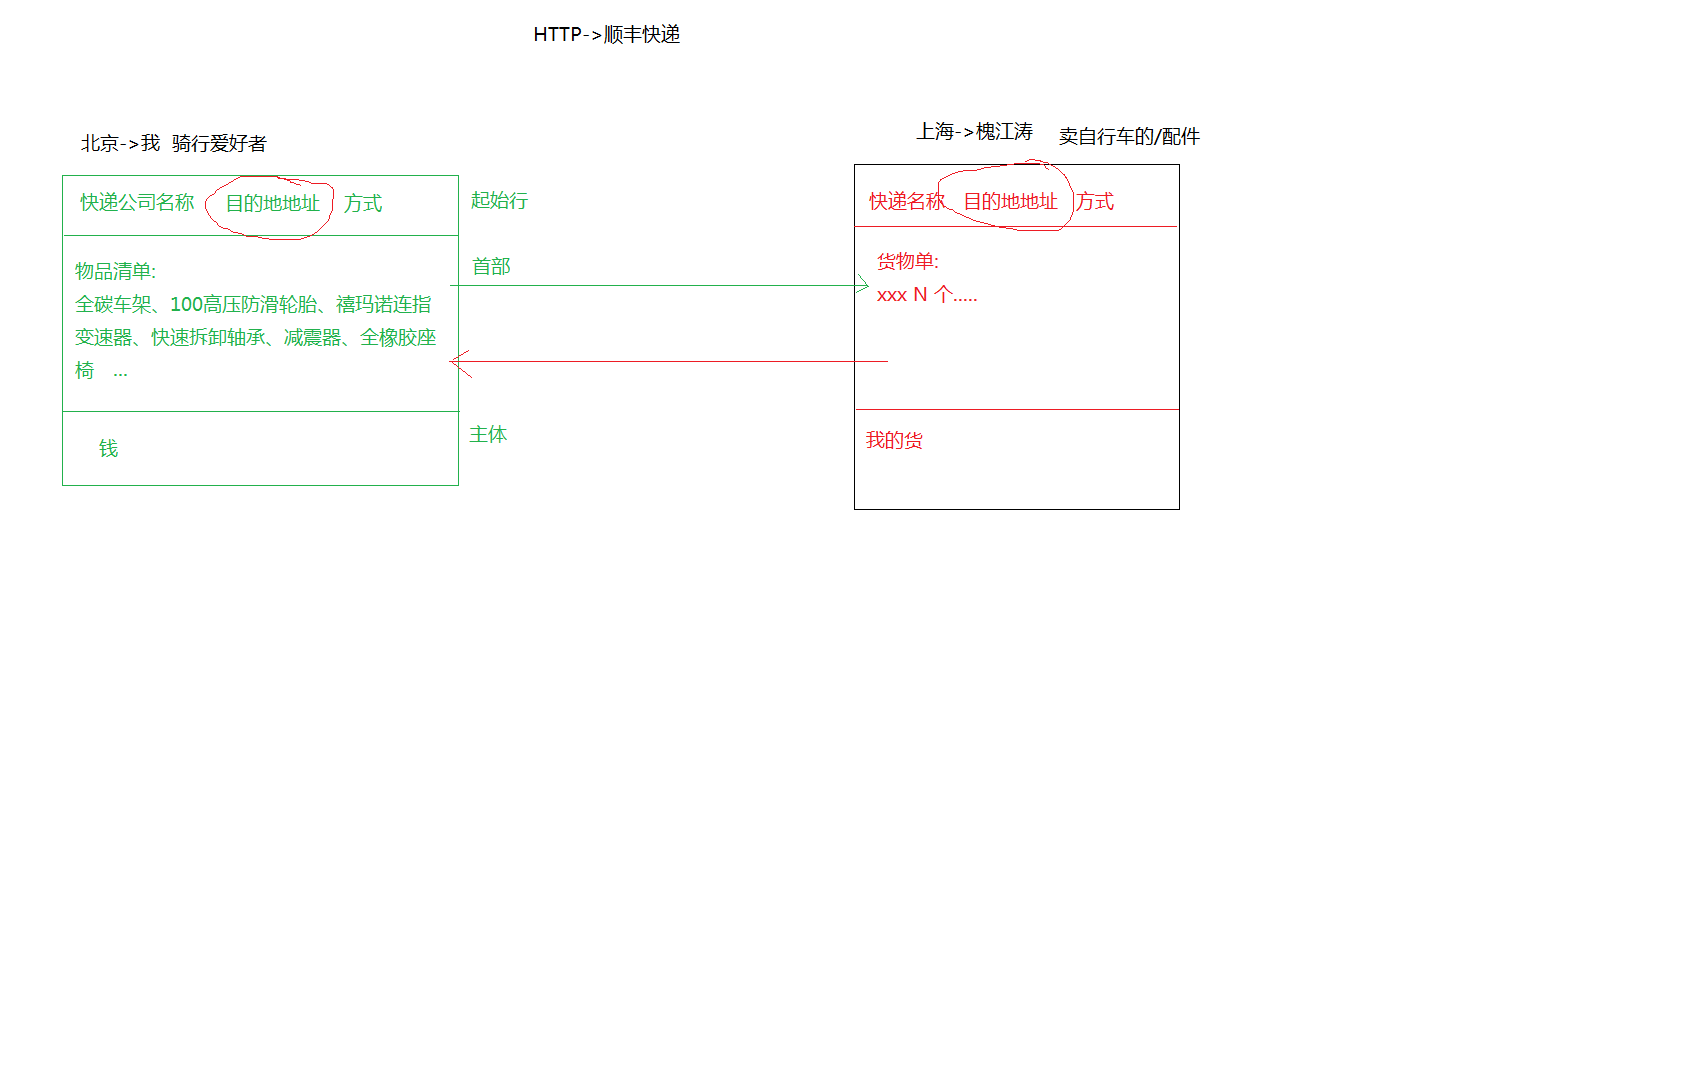 HTTP->顺丰快递
北京->我  骑行爱好者
快递公司名称  目的地地址  方式
起始行
物品清单:
全碳车架、100高压防滑轮胎、禧玛诺连指
变速器、快速拆卸轴承、减震器、全橡胶座
椅  ...
首部
钱
主体
上海->槐江涛  卖自行车的/配件
快递名称  目的地地址  方式
货物单:
xxx N 个.....
我的货